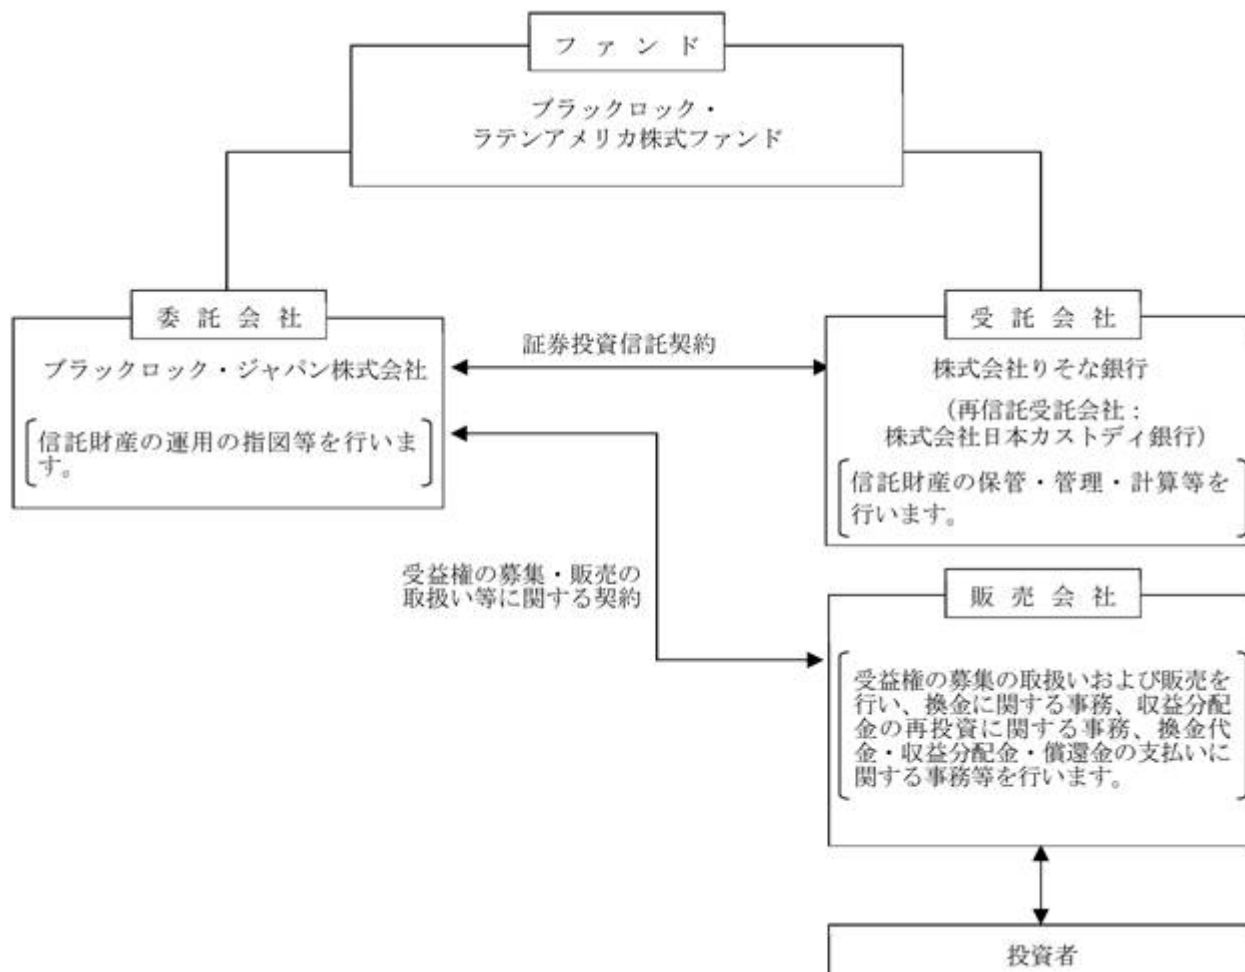 ファンド
ブラックロック・
ラテンアメリカ株式ファンド
委託会社
ブラックロック・ジャパン株式会社
信託財産の運用の指図等を行いま
す。
証券投資信託契約
受託会社
株式会社りそな銀行
(再信託受託会社:
株式会社日本カストディ銀行)
信託財産の保管・管理・計算等を
行います。
受益権の募集・販売の
取扱い等に関する契約
販売会社
受益権の募集の取扱いおよび販売を
行い、換金に関する事務、収益分配
金の再投資に関する事務、換金代
金・収益分配金・償還金の支払いに
関する事務等を行います。
投資者